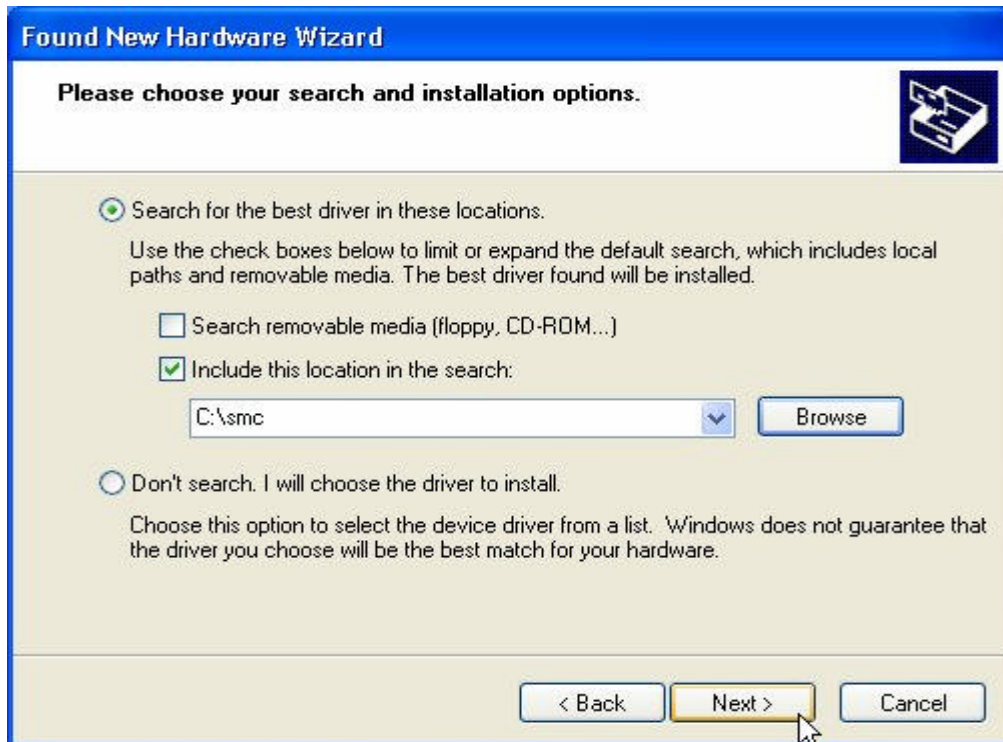 Found New Hardware Wizard
Please choose your search and installation options.
Search for the best driver in these locations.
Use the check boxes below to limit or expand the default search, which includes local
paths and removable media. The best driver found will be installed.
Search removable media (floppy, CD-ROM...)
Include this location in the search:
C:\smc
Browse
Don't search. I will choose the driver to install.
Choose this option to select the device driver from a list. Windows does not guarantee that
the driver you choose will be the best match for your hardware.
< Back
Next >
Cancel